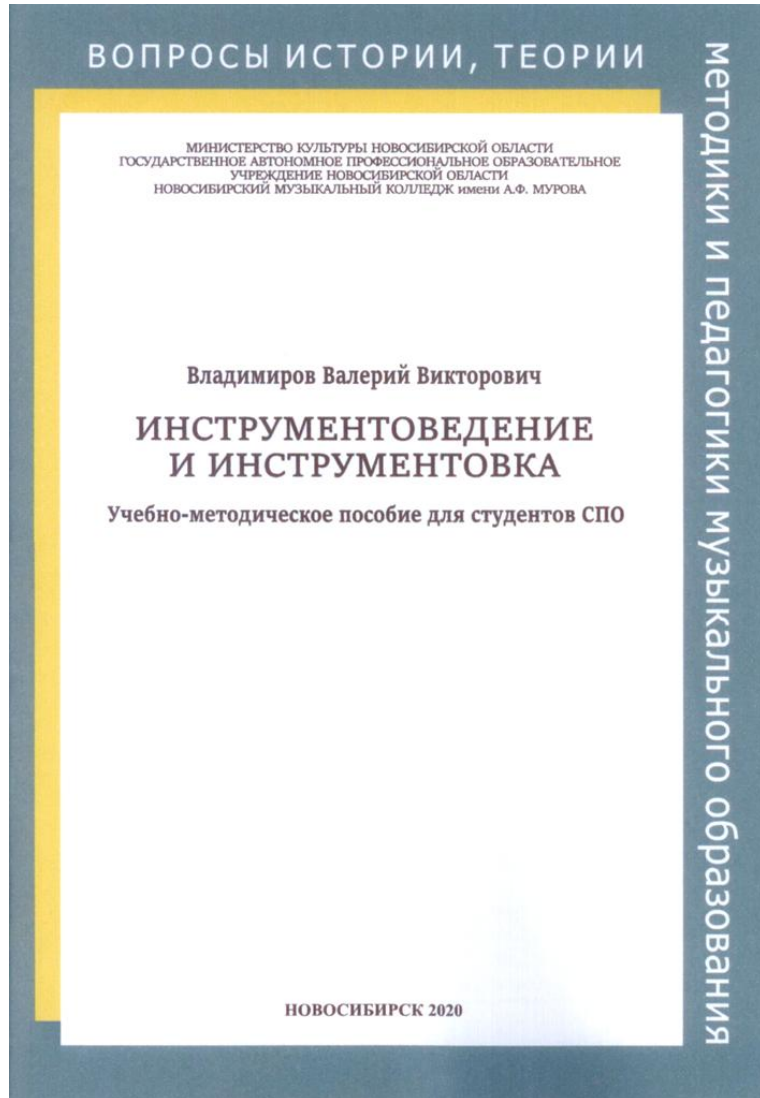 ВОПРОСЫ ИСТОРИИ, ТЕОРИИ
методики и педагогики музыкального образования
МИНИСТЕРСТВО КУЛЬТУРЫ НОВОСИБИРСКОЙ ОБЛАСТИ
ГОСУДАРСТВЕННОЕ АВТОНОМНОЕ ПРОФЕССИОНАЛЬНОЕ ОБРАЗОВАТЕЛЬНОЕ
УЧРЕЖДЕНИЕ НОВОСИБИРСКОЙ ОБЛАСТИ
НОВОСИБИРСКИЙ МУЗЫКАЛЬНЫЙ КОЛЛЕДЖ имени А.Ф. МУРОВА
Владимиров Валерий Викторович
ИНСТРУМЕНТОВЕДЕНИЕ
И ИНСТРУМЕНТОВКА
Учебно-методическое пособие для студентов СПО
НОВОСИБИРСК 2020